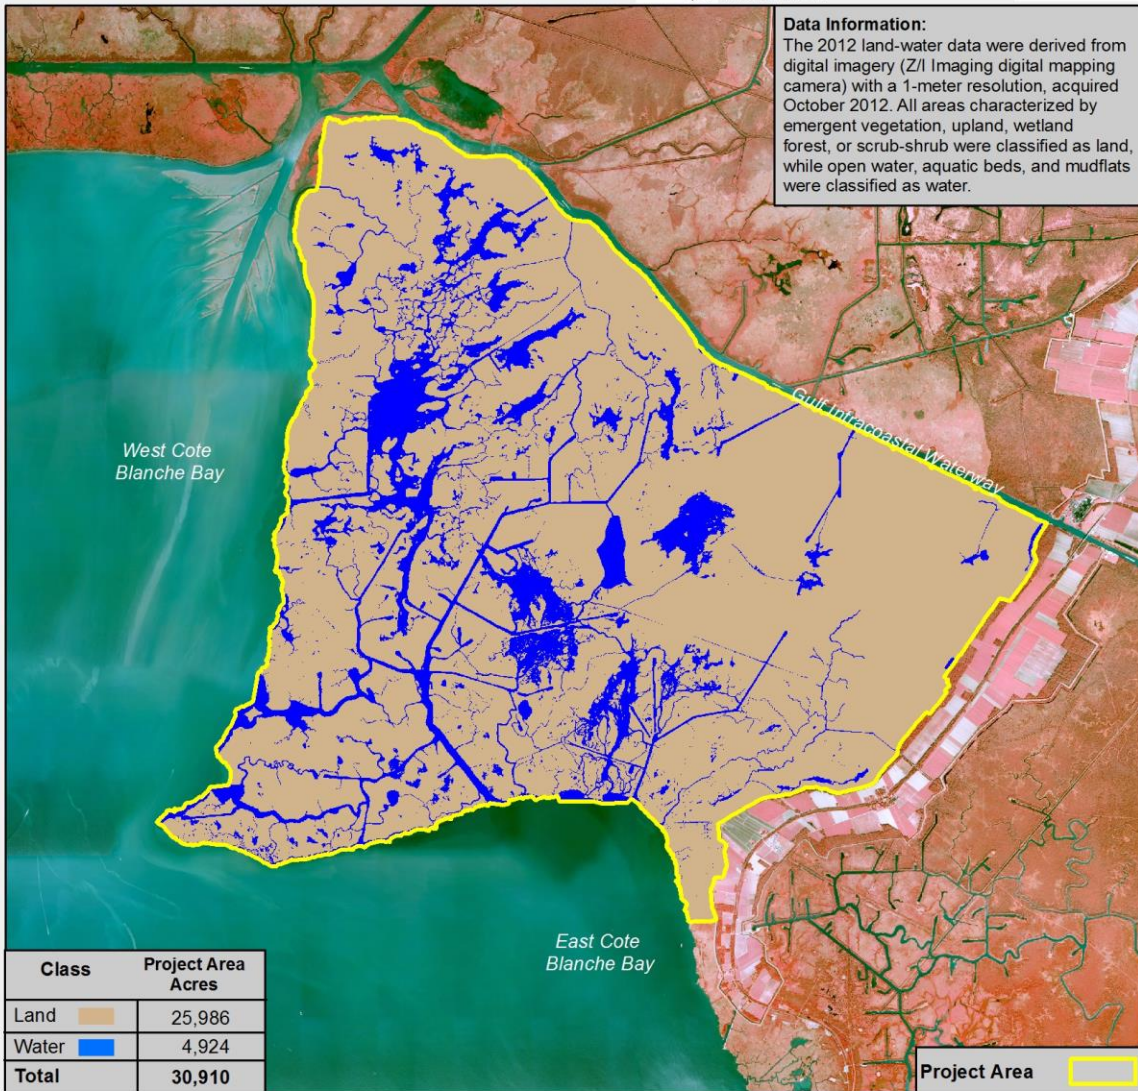 Data Information:
The 2012 land-water data were derived from
digital imagery (Z/I Imaging digital mapping
camera) with a 1-meter resolution, acquired
October 2012. All areas characterized by
emergent vegetation, upland, wetland
forest, or scrub-shrub were classified as land,
while open water, aquatic beds, and mudflats
were classified as water.
Gulf Intracoastal Waterway
West Cote
Blanche Bay
East Cote
Blanche Bay
Class Project Area Acres
Land 25,986
Water 4,924
Total 30,910
Project Area